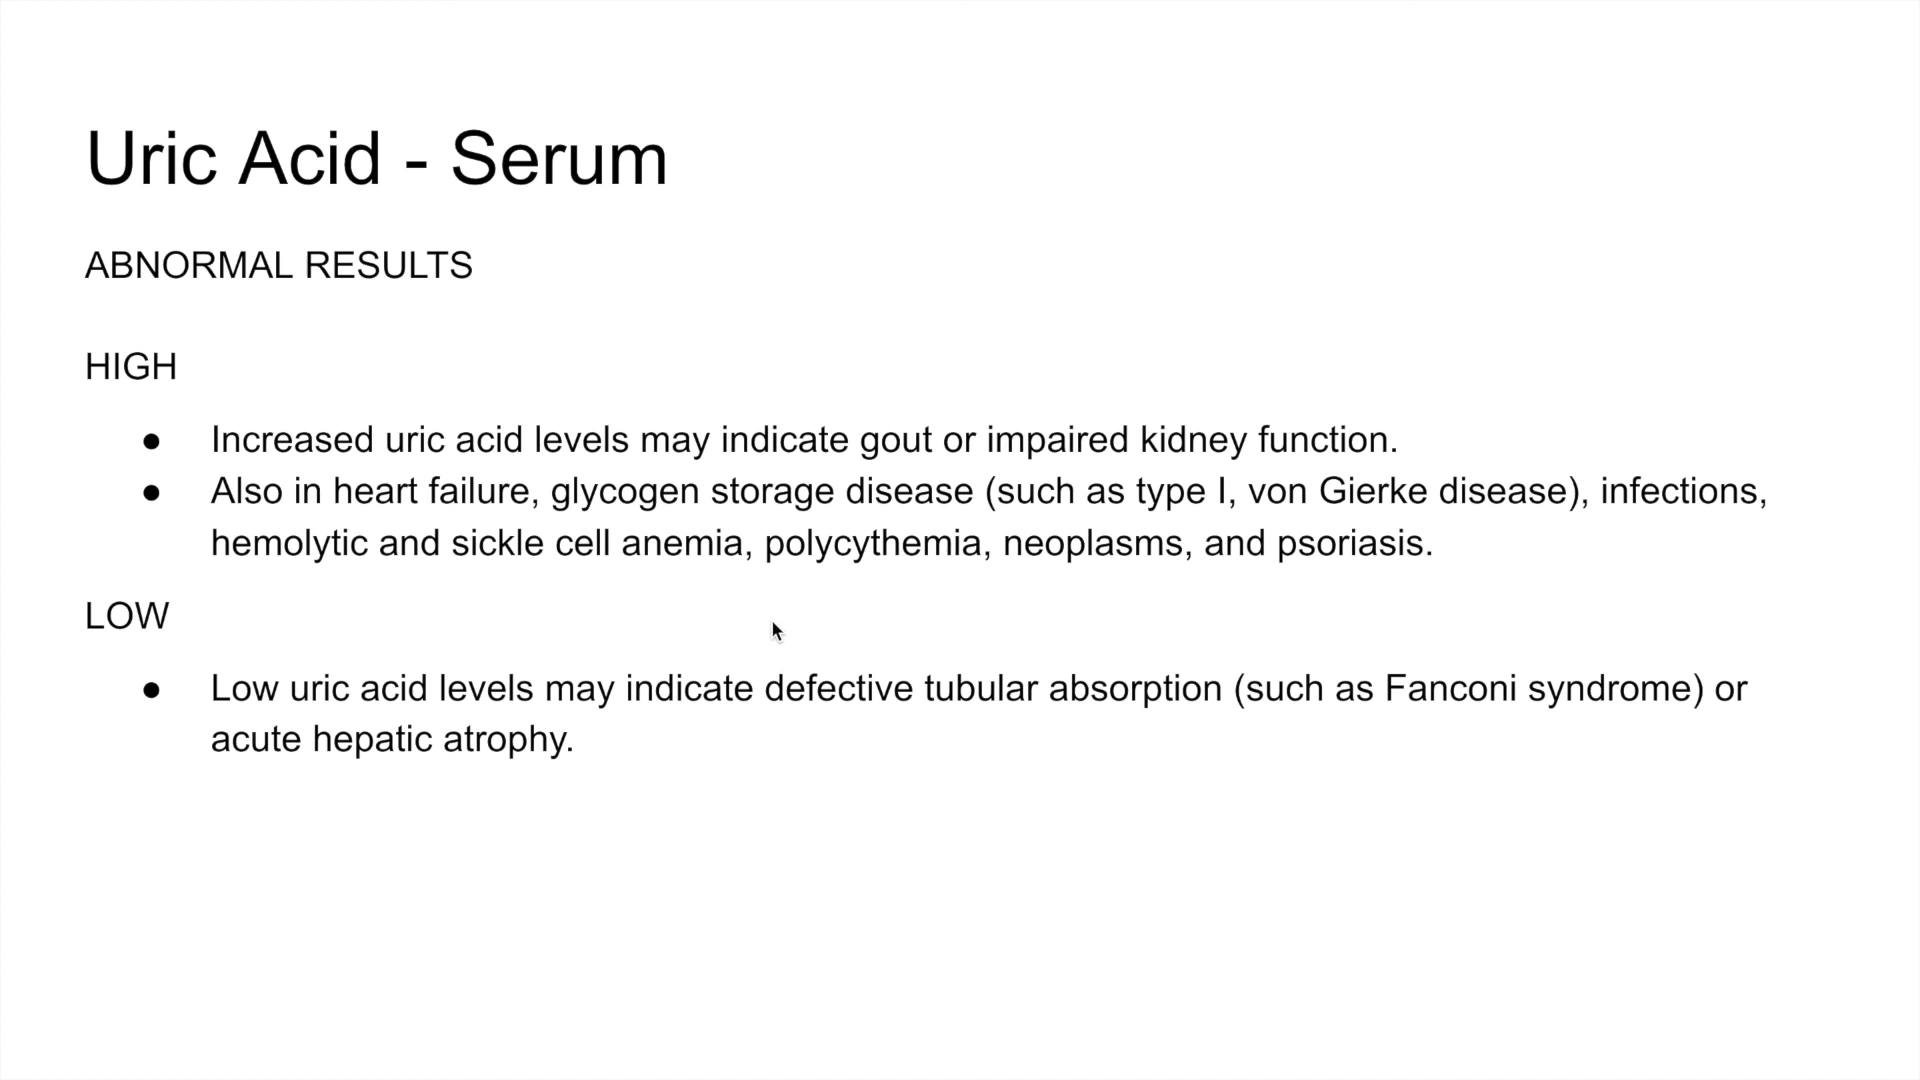 Uric Acid - Serum
ABNORMAL RESULTS
HIGH
● Increased uric acid levels may indicate gout or impaired kidney function.
● Also in heart failure, glycogen storage disease (such as type I, von Gierke disease), infections,
hemolytic and sickle cell anemia, polycythemia, neoplasms, and psoriasis.
LOW
● Low uric acid levels may indicate defective tubular absorption (such as Fanconi syndrome) or
acute hepatic atrophy.